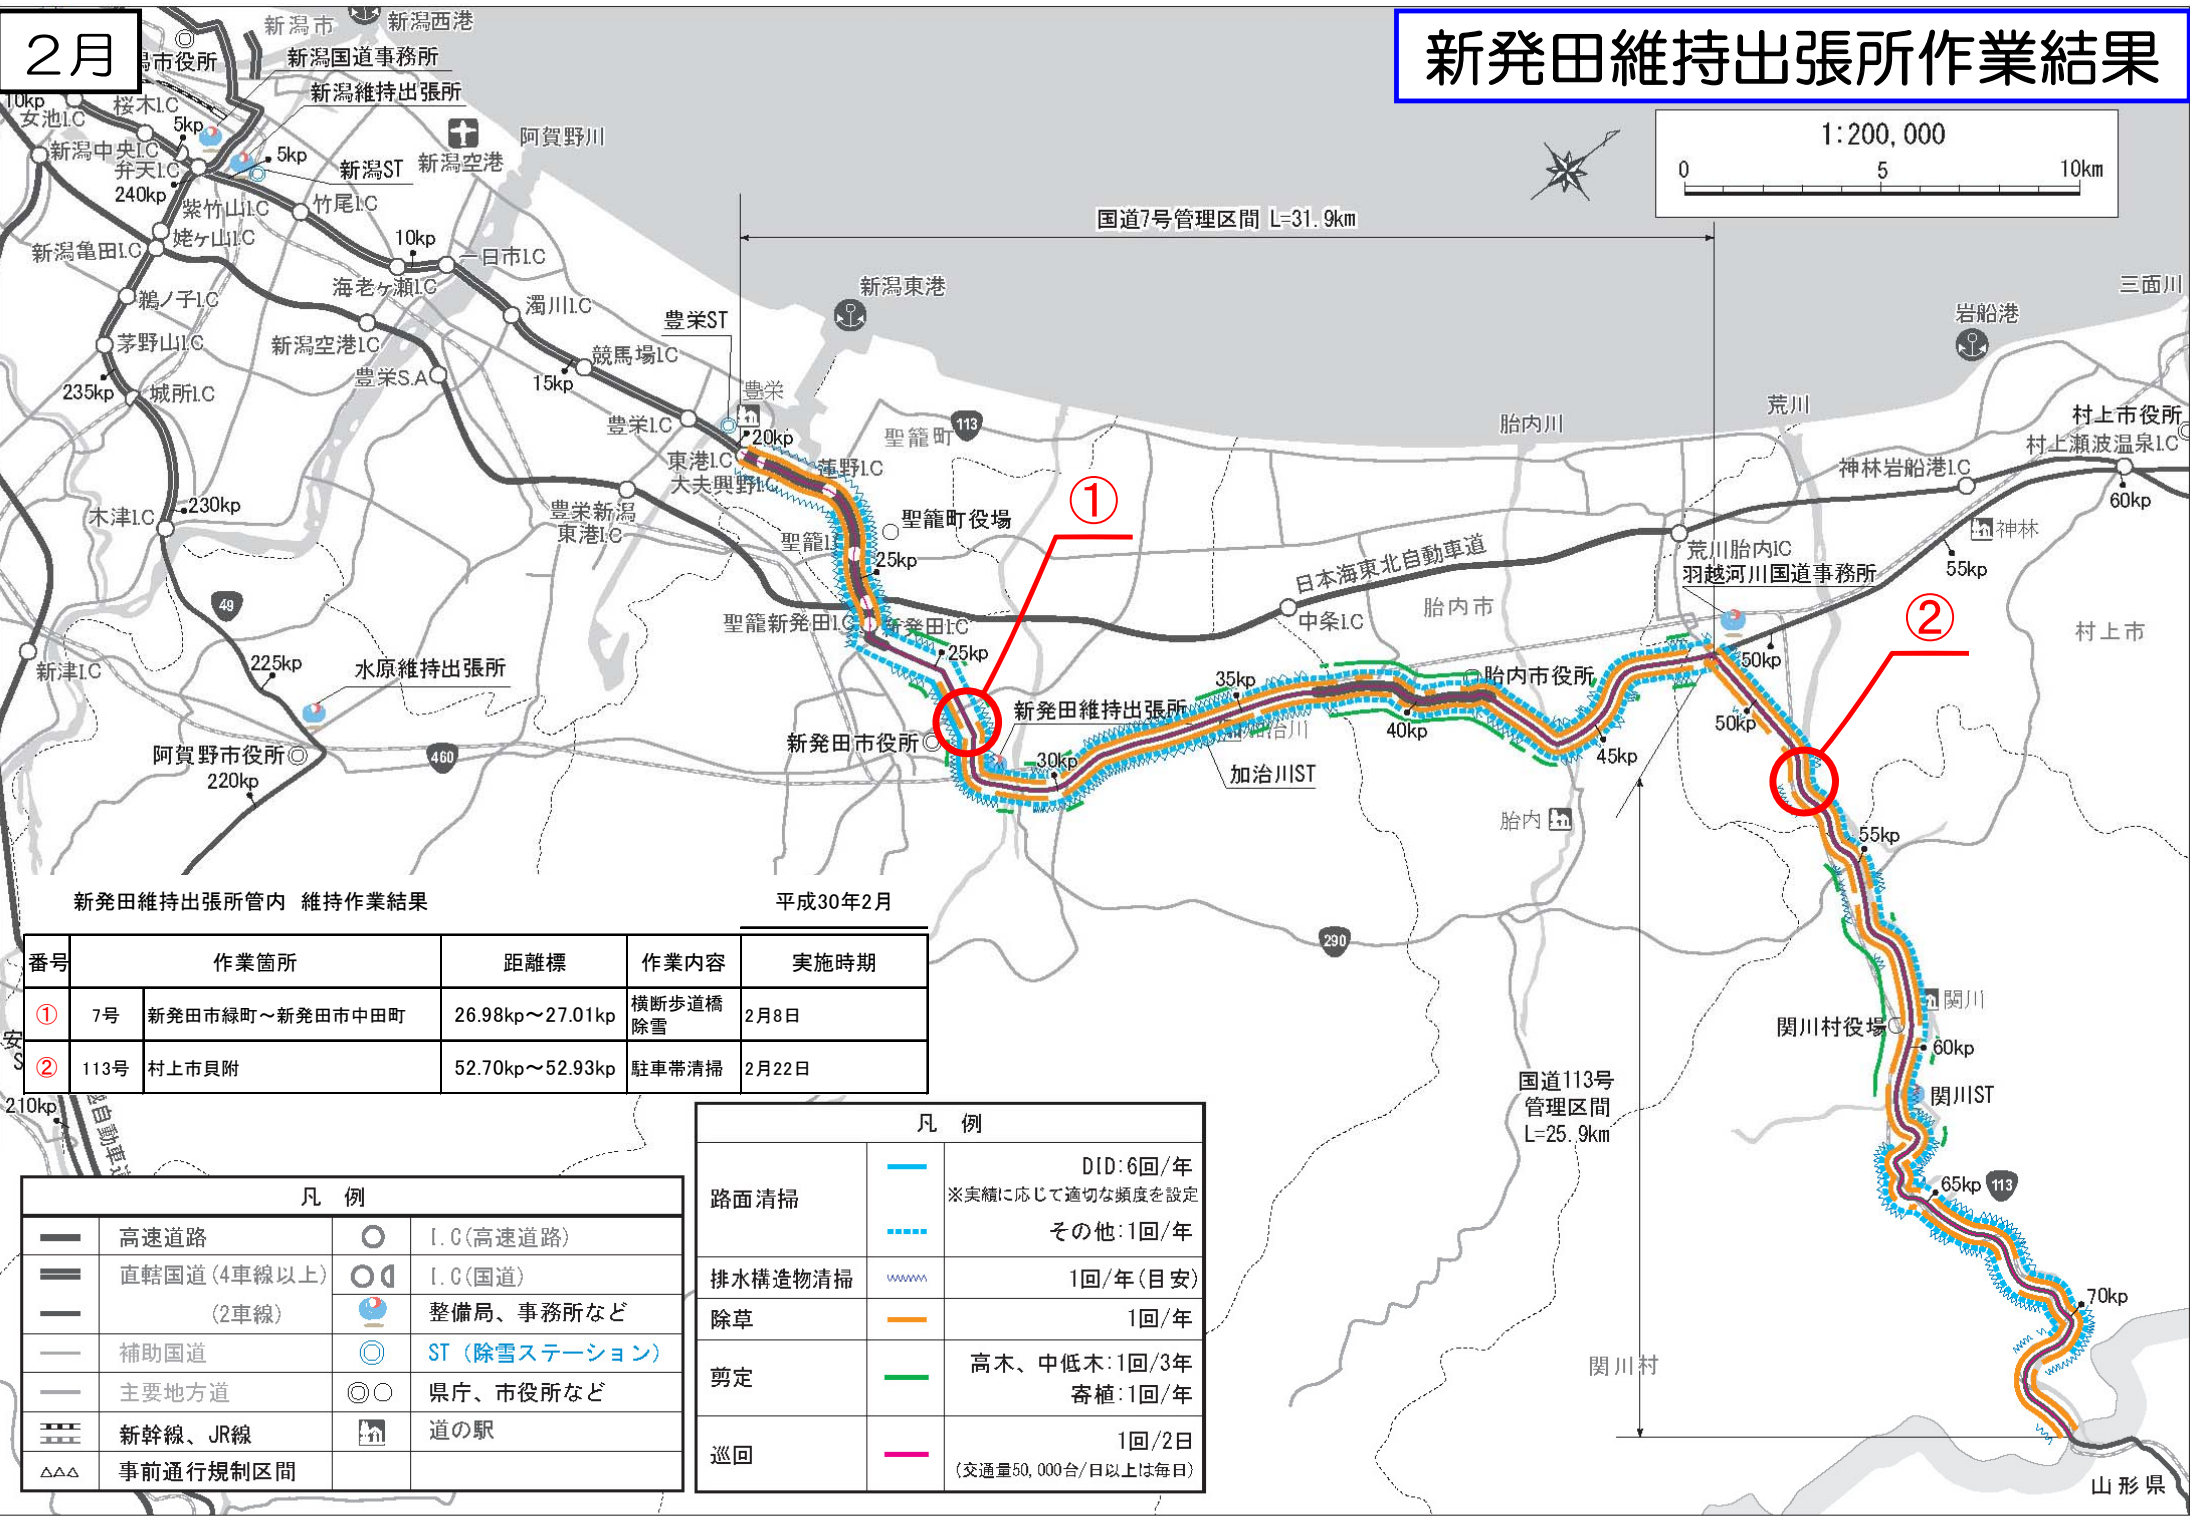 2月
新発田維持出張所作業結果
1:200,000
0 5 10km
新潟市
新潟西港
新潟国道事務所
新潟維持出張所
潟市役所
10kp
女池I.C
桜木I.C
5kp
新潟中央I.C
弁天I.C
240kp
5kp
新潟ST
新潟空港
阿賀野川
紫竹山I.C
竹尾I.C
姥ヶ山I.C
新潟亀田I.C
10kp
一日市I.C
海老ヶ瀬I.C
鵜ノ子I.C
濁川I.C
茅野山I.C
新潟空港I.C
豊栄S.A
235kp
城所I.C
競馬場I.C
15kp
豊栄ST
豊栄
豊栄I.C
20kp
国道7号管理区間 L=31.9km
新潟東港
三面川
岩船港
荒川
胎内川
村上市役所
村上瀬波温泉I.C
神林岩船港I.C
60kp
113
聖籠町
東港I.C
蓮野I.C
大夫興野I.C
230kp
木津I.C
豊栄新潟
東港I.C
聖籠I
聖籠町役場
25kp
①
日本海東北自動車道
荒川胎内IC
羽越河川国道事務所
神林
55kp
49
聖籠新発田I.C
新発田I.C
中条I.C
胎内市
②
村上市
新津I.C
225kp
水原維持出張所
25kp
50kp
35kp
胎内市役所
新発田維持出張所
加治川
40kp
45kp
50kp
新発田市役所
30kp
加治川ST
阿賀野市役所
220kp
460
胎内
55kp
290
関川
関川村役場
60kp
関川ST
国道113号
管理区間
L=25.9km
65kp
113
70kp
関川村
山形県
新発田維持出張所管内 維持作業結果 平成30年2月
番号 作業箇所 距離標 作業内容 実施時期
① 7号 新発田市緑町～新発田市中田町 26.98kp～27.01kp 横断歩道橋除雪 2月8日
② 113号 村上市貝附 52.70kp～52.93kp 駐車帯清掃 2月22日
安
S
210kp
越自動車道
凡 例
高速道路 I.C(高速道路)
直轄国道(4車線以上) I.C(国道)
(2車線) 整備局、事務所など
補助国道 ST（除雪ステーション）
主要地方道 県庁、市役所など
新幹線、JR線 道の駅
事前通行規制区間
凡 例
路面清掃 DID:6回/年
※実績に応じて適切な頻度を設定
その他:1回/年
排水構造物清掃 1回/年(目安)
除草 1回/年
剪定 高木、中低木:1回/3年
寄植:1回/年
巡回 1回/2日
(交通量50,000台/日以上は毎日)